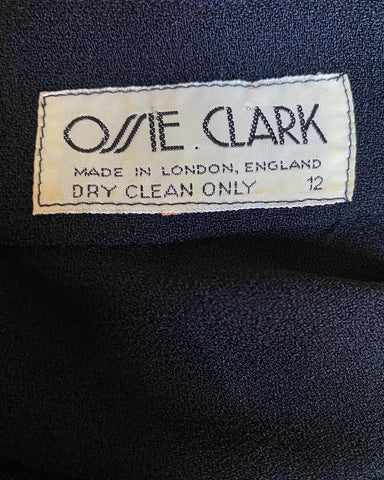 OSSIE CLARK
MADE IN LONDON, ENGLAND
DRY CLEAN ONLY 12